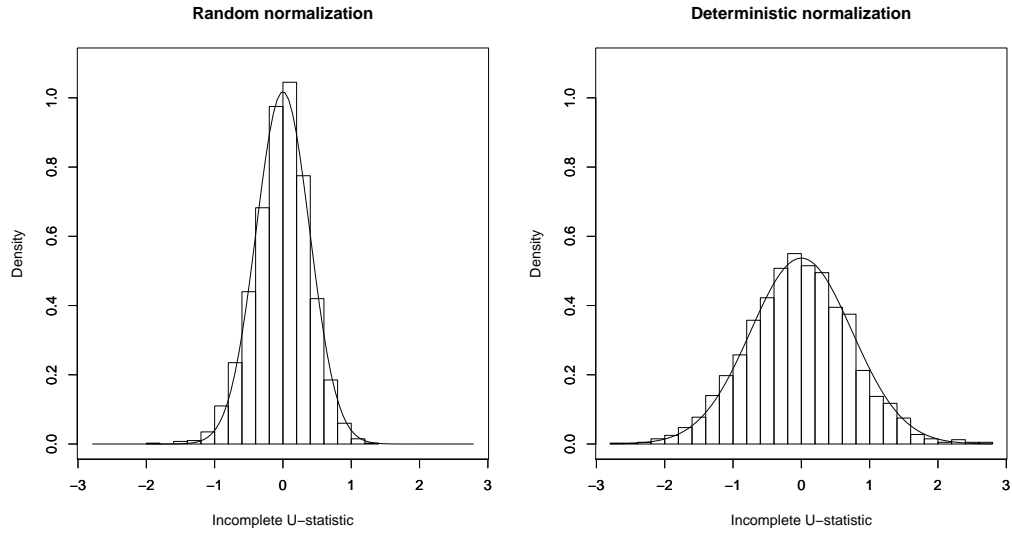 Random normalization
Density
0.0 0.2 0.4 0.6 0.8 1.0
−3 −2 −1 0 1 2 3
Incomplete U−statistic
Deterministic normalization
Density
0.0 0.2 0.4 0.6 0.8 1.0
−3 −2 −1 0 1 2 3
Incomplete U−statistic